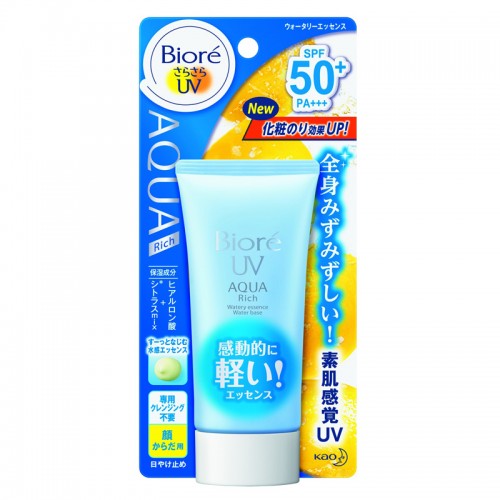 Bioré
さらさら
UV
ウォータリーエッセンス
SPF
50+
PA+++
New
化粧のり効果UP!
AQUA
Rich
全身みずみずしい!
素肌感覚
UV
保湿成分
ヒアルロン酸
+
シトラスmix
すーっとなじむ
水感エッセンス
専用
クレンジング
不要
顔
からだ用
日やけ止め
Bioré
UV
AQUA
Rich
Watery essence
Water base
感動的に
軽い!
エッセンス
Kao